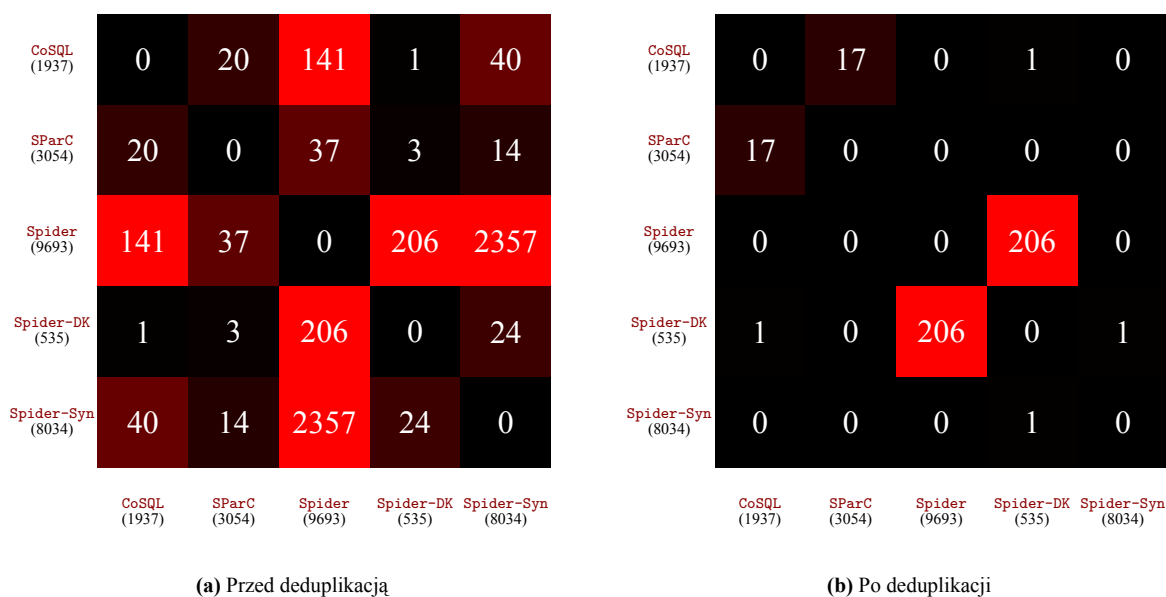 CoSQL
(1937)
0 20 141 1 40
SParC
(3054)
20 0 37 3 14
Spider
(9693)
141 37 0 206 2357
Spider-DK
(535)
1 3 206 0 24
Spider-Syn
(8034)
40 14 2357 24 0
CoSQL SParC Spider Spider-DK Spider-Syn
(1937) (3054) (9693) (535) (8034)
(a) Przed deduplikacją
CoSQL
(1937)
0 17 0 1 0
SParC
(3054)
17 0 0 0 0
Spider
(9693)
0 0 0 206 0
Spider-DK
(535)
1 0 206 0 1
Spider-Syn
(8034)
0 0 0 1 0
CoSQL SParC Spider Spider-DK Spider-Syn
(1937) (3054) (9693) (535) (8034)
(b) Po deduplikacji